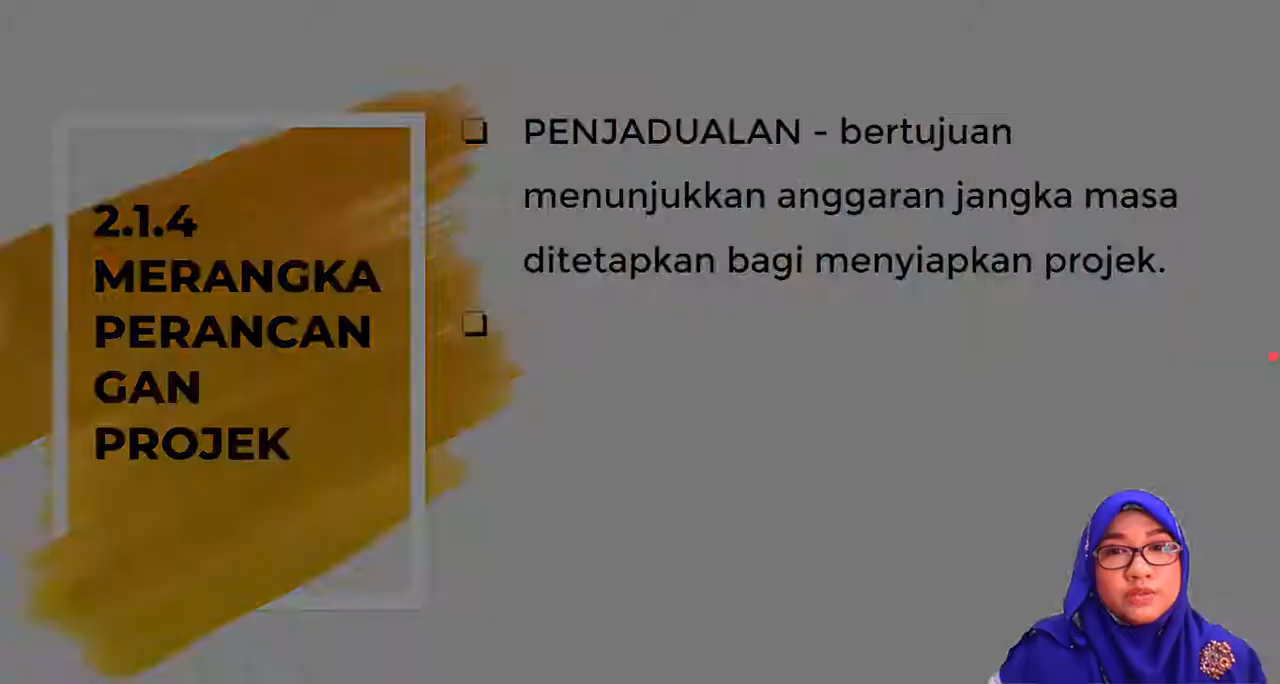 2.1.4
MERANGKA
PERANCAN
GAN
PROJEK
PENJADUALAN - bertujuan
menunjukkan anggaran jangka masa
ditetapkan bagi menyiapkan projek.